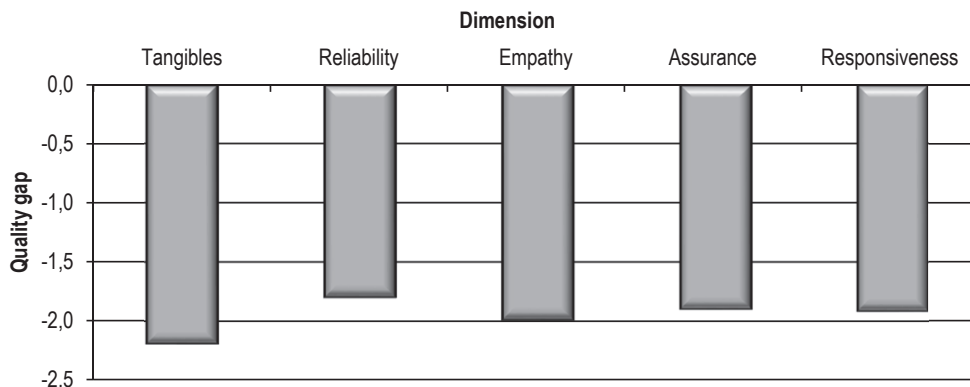 Dimension
Tangibles Reliability Empathy Assurance Responsiveness
0,0
-0,5
-1,0
-1,5
-2,0
-2.5
Quality gap